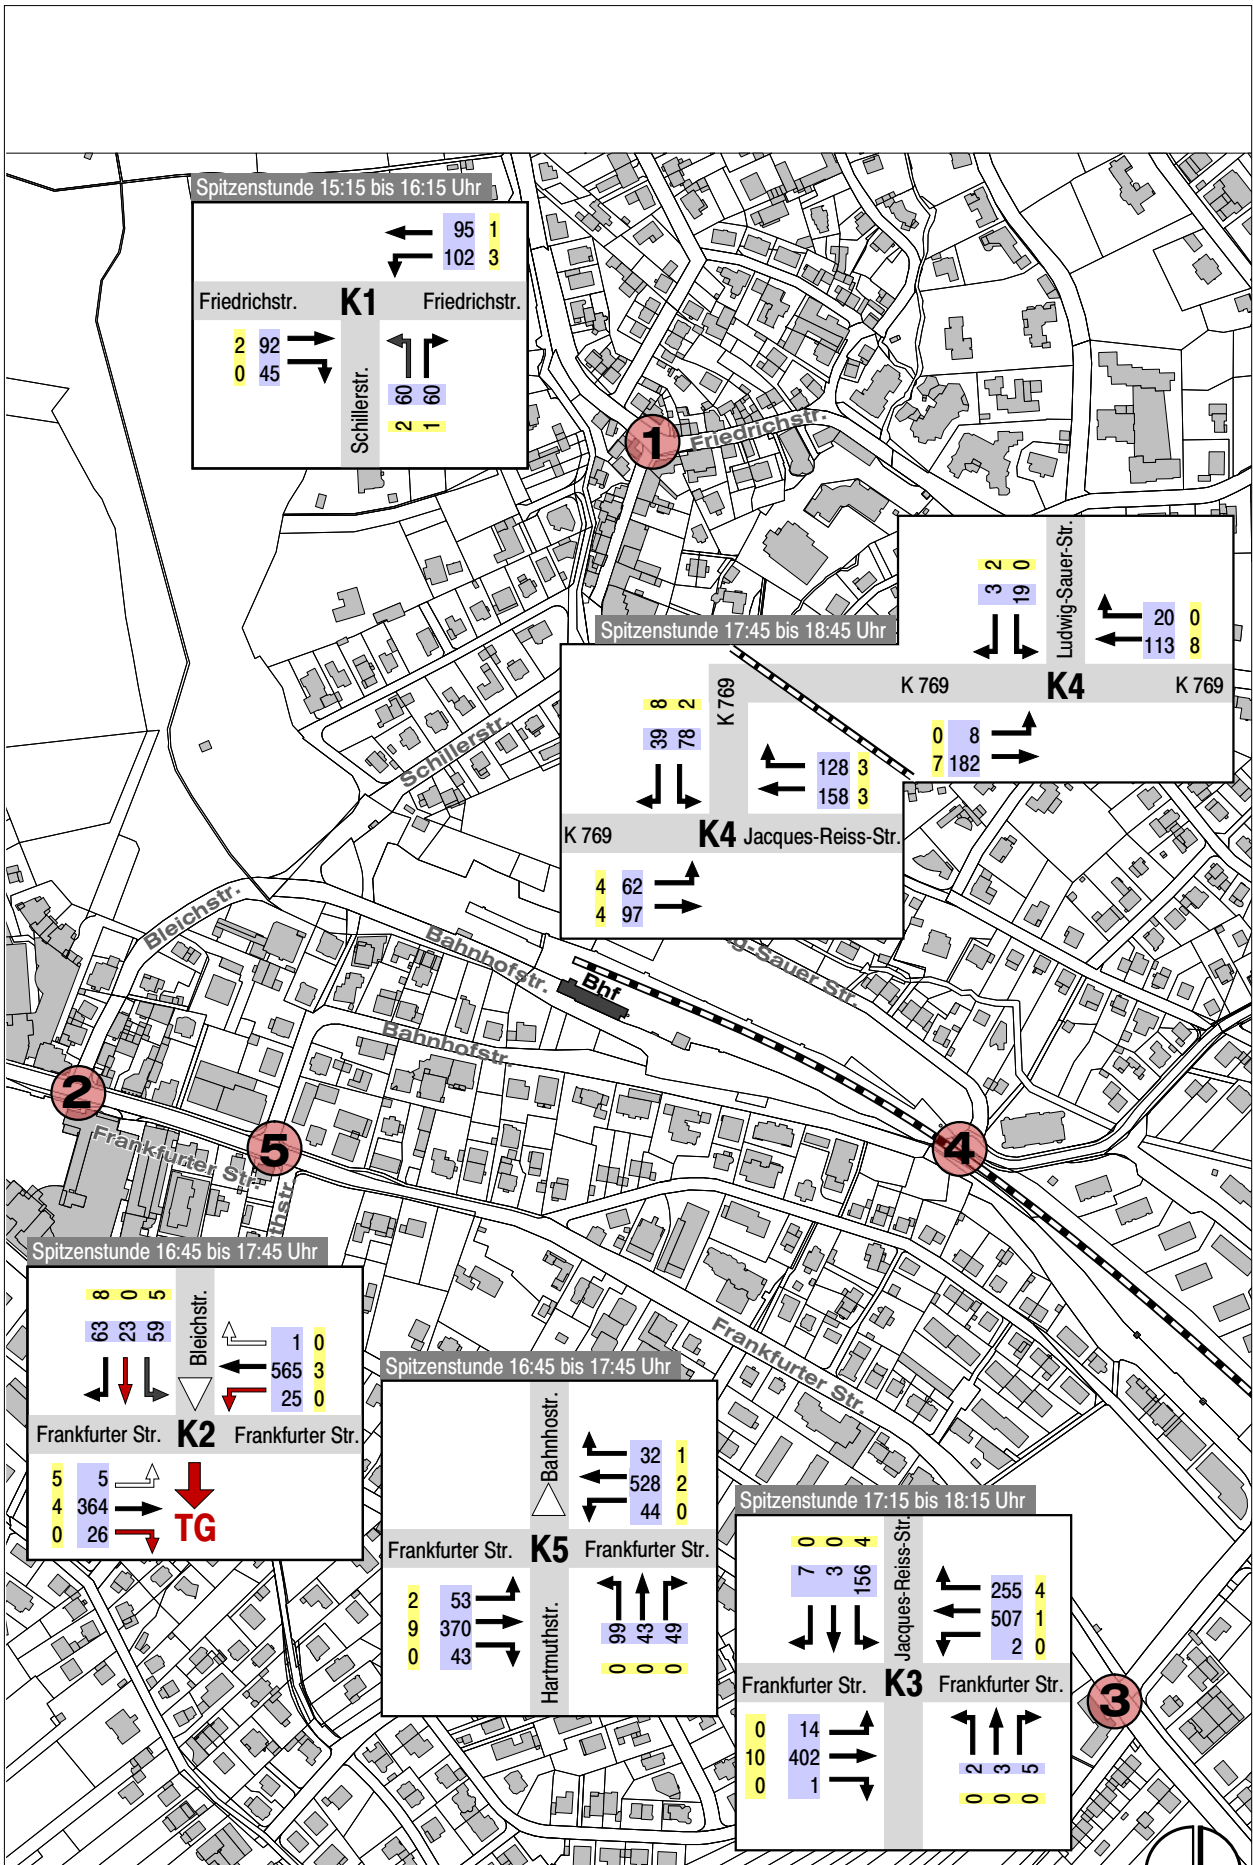 Spitzenstunde 15:15 bis 16:15 Uhr
95 1
102 3
Friedrichstr. K1 Friedrichstr.
2 92
0 45
Schillerstr.
60 60
2 1
1
Friedrichstr.
Schillerstr.
2 0
3 19
Ludwig-Sauer-Str.
20 0
113 8
K 769 K4 K 769
0 8
7 182
Spitzenstunde 17:45 bis 18:45 Uhr
8 2
39 78
K 769
128 3
158 3
K 769 K4 Jacques-Reiss-Str.
4 62
4 97
Bleichstr.
Bahnhofstr.
Bhf
g-Sauer Str.
Bahnhofstr.
2
5
4
Frankfurter Str.
thstr.
Frankfurter Str.
Spitzenstunde 16:45 bis 17:45 Uhr
8 0 5
63 23 59
Bleichstr.
1 0
565 3
25 0
Frankfurter Str. K2 Frankfurter Str.
5 5
4 364
0 26
TG
Spitzenstunde 16:45 bis 17:45 Uhr
Bahnhostr.
32 1
528 2
44 0
Frankfurter Str. K5 Frankfurter Str.
2 53
9 370
0 43
Hartmuthstr.
99 43 49
0 0 0
Spitzenstunde 17:15 bis 18:15 Uhr
0 0 4
7 3 156
Jacques-Reiss-Str.
255 4
507 1
2 0
Frankfurter Str. K3 Frankfurter Str.
0 14
10 402
0 1
2 3 5
0 0 0
3